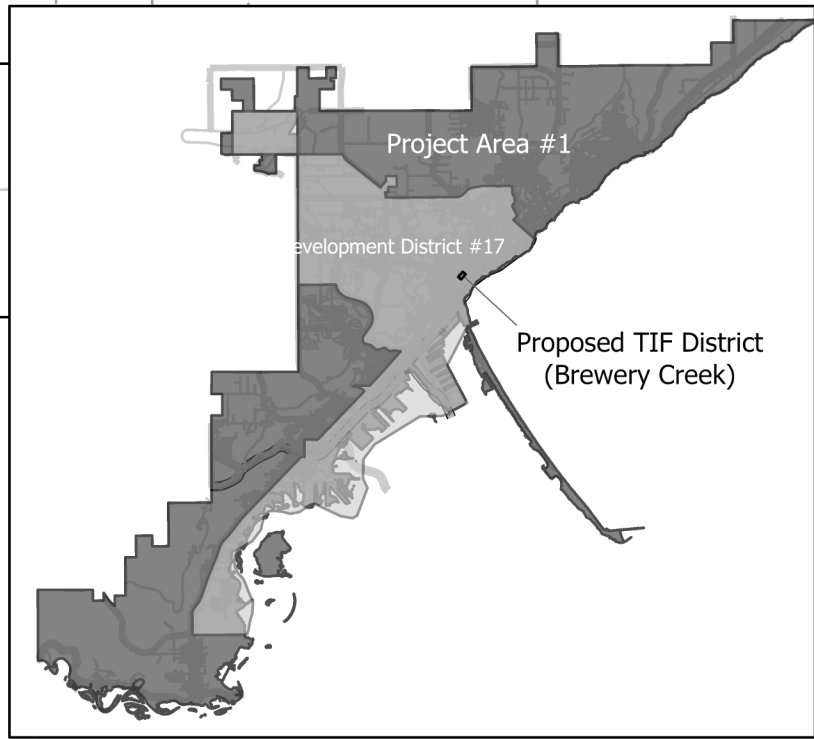 Project Area #1
evelopment District #17
Proposed TIF District
(Brewery Creek)